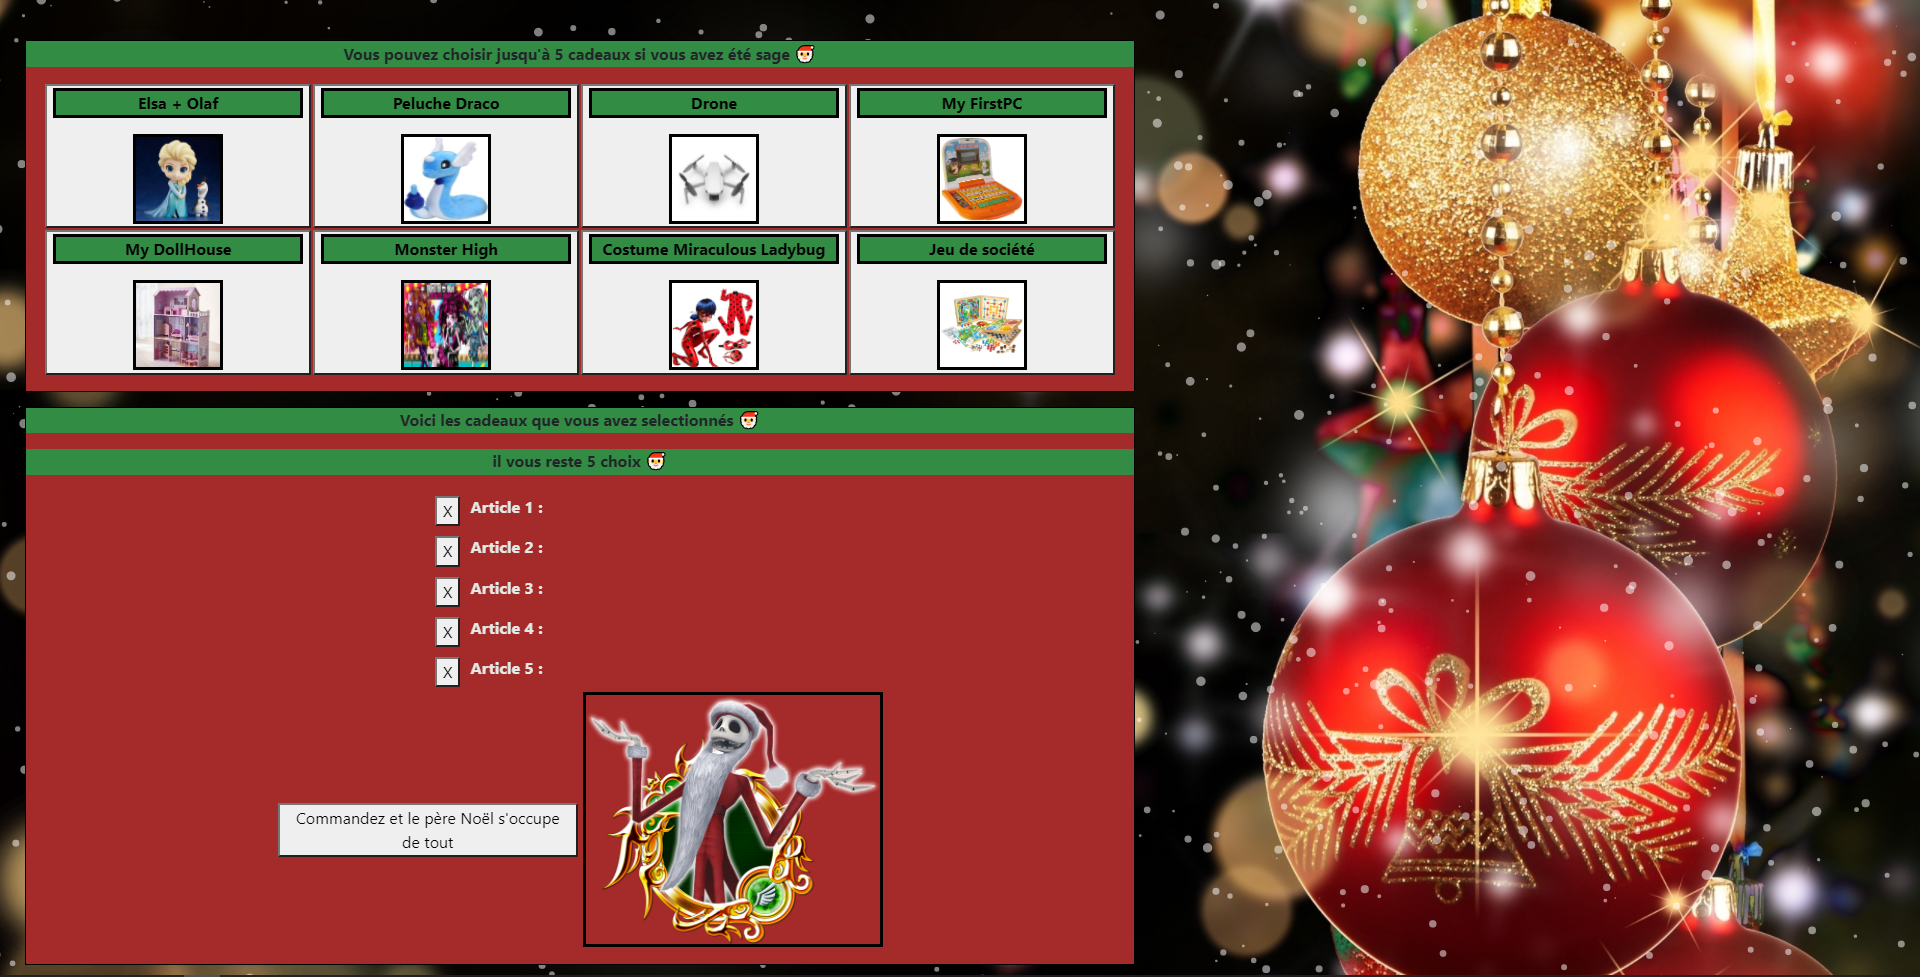 Vous pouvez choisir jusqu'à 5 cadeaux si vous avez été sage 🎅
Elsa + Olaf
Peluche Draco
Drone
My FirstPC
My DollHouse
Monster High
Costume Miraculous Ladybug
Jeu de société
Voici les cadeaux que vous avez selectionnés 🎅
il vous reste 5 choix 🎅
X Article 1 :
X Article 2 :
X Article 3 :
X Article 4 :
X Article 5 :
Commandez et le père Noël s'occupe
de tout